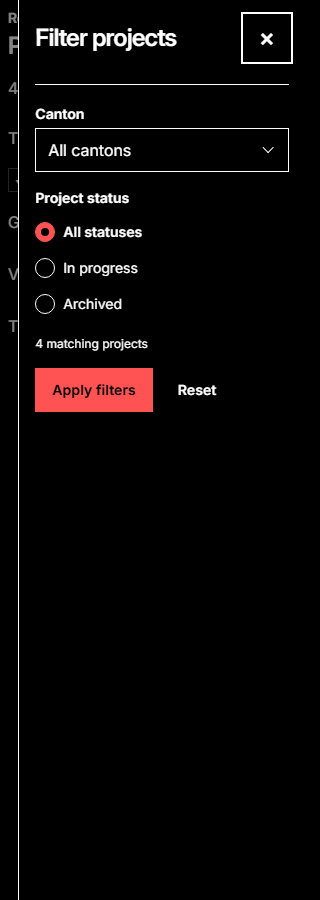 Filter projects
×
Canton
All cantons
Project status
All statuses
In progress
Archived
4 matching projects
Apply filters
Reset